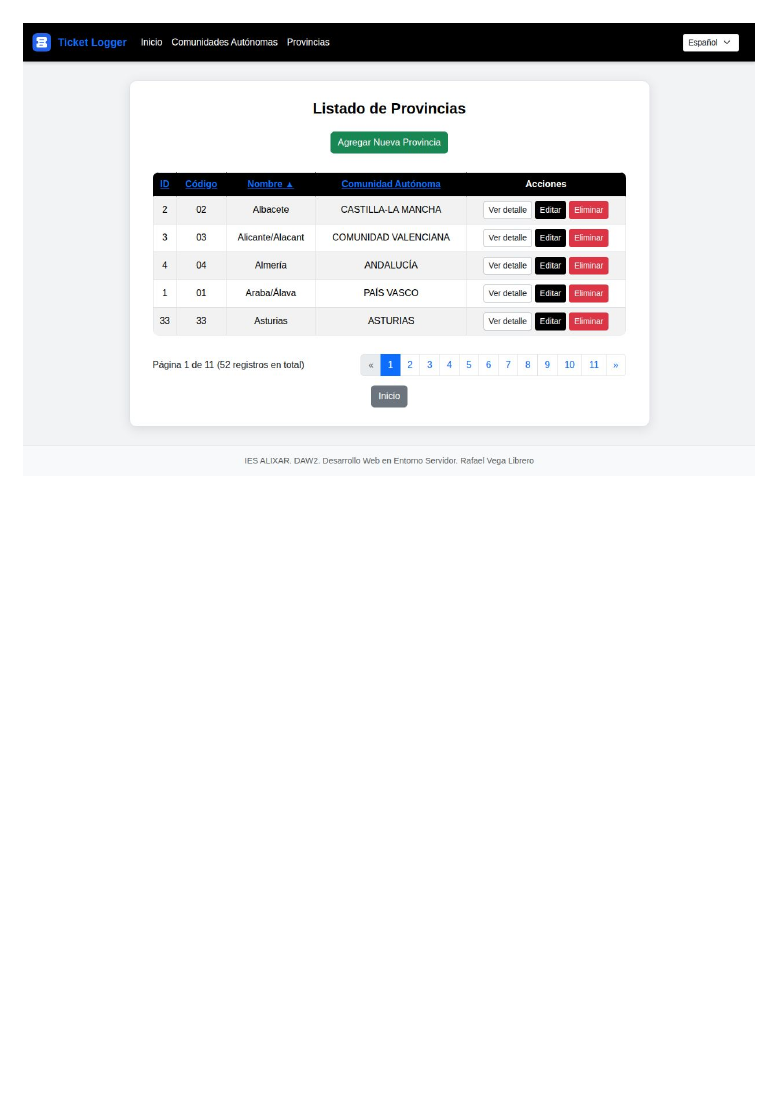 Ticket Logger Inicio Comunidades Autónomas Provincias Español
Listado de Provincias
Agregar Nueva Provincia
ID Código Nombre ▲ Comunidad Autónoma Acciones
2 02 Albacete CASTILLA-LA MANCHA Ver detalle Editar Eliminar
3 03 Alicante/Alacant COMUNIDAD VALENCIANA Ver detalle Editar Eliminar
4 04 Almería ANDALUCÍA Ver detalle Editar Eliminar
1 01 Araba/Álava PAÍS VASCO Ver detalle Editar Eliminar
33 33 Asturias ASTURIAS Ver detalle Editar Eliminar
Página 1 de 11 (52 registros en total) « 1 2 3 4 5 6 7 8 9 10 11 »
Inicio
IES ALIXAR. DAW2. Desarrollo Web en Entorno Servidor. Rafael Vega Librero